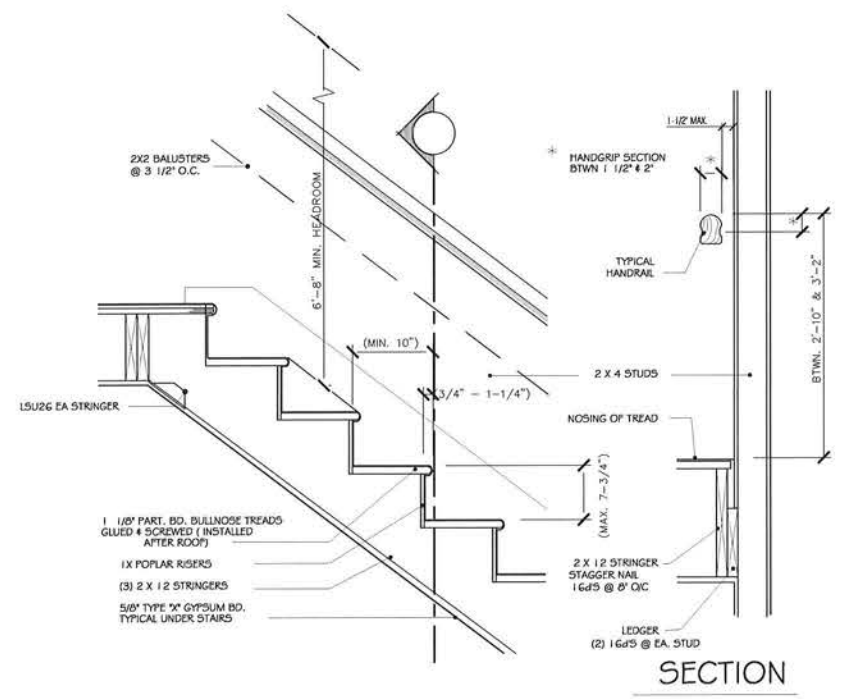 2X2 BALUSTERS
@ 3 1/2" O.C.
6'-8" MIN. HEADROOM
(MIN. 10")
(3/4" - 1-1/4")
(MAX. 7-3/4")
LSU26 EA STRINGER
1 1/8" PART. BD. BULLNOSE TREADS
GLUED & SCREWED ( INSTALLED
AFTER ROOF)
1X POPLAR RISERS
(3) 2 X 12 STRINGERS
5/8" TYPE "X" GYPSUM BD.
TYPICAL UNDER STAIRS
1-1/2" MAX.
* HANDGRIP SECTION
BTWN 1 1/2" & 2"
*
*
TYPICAL
HANDRAIL
BTWN. 2'-10" & 3'-2"
2 X 4 STUDS
NOSING OF TREAD
2 X 12 STRINGER
STAGGER NAIL
16d'S @ 8" O/C
LEDGER
(2) 16d'S @ EA. STUD
SECTION